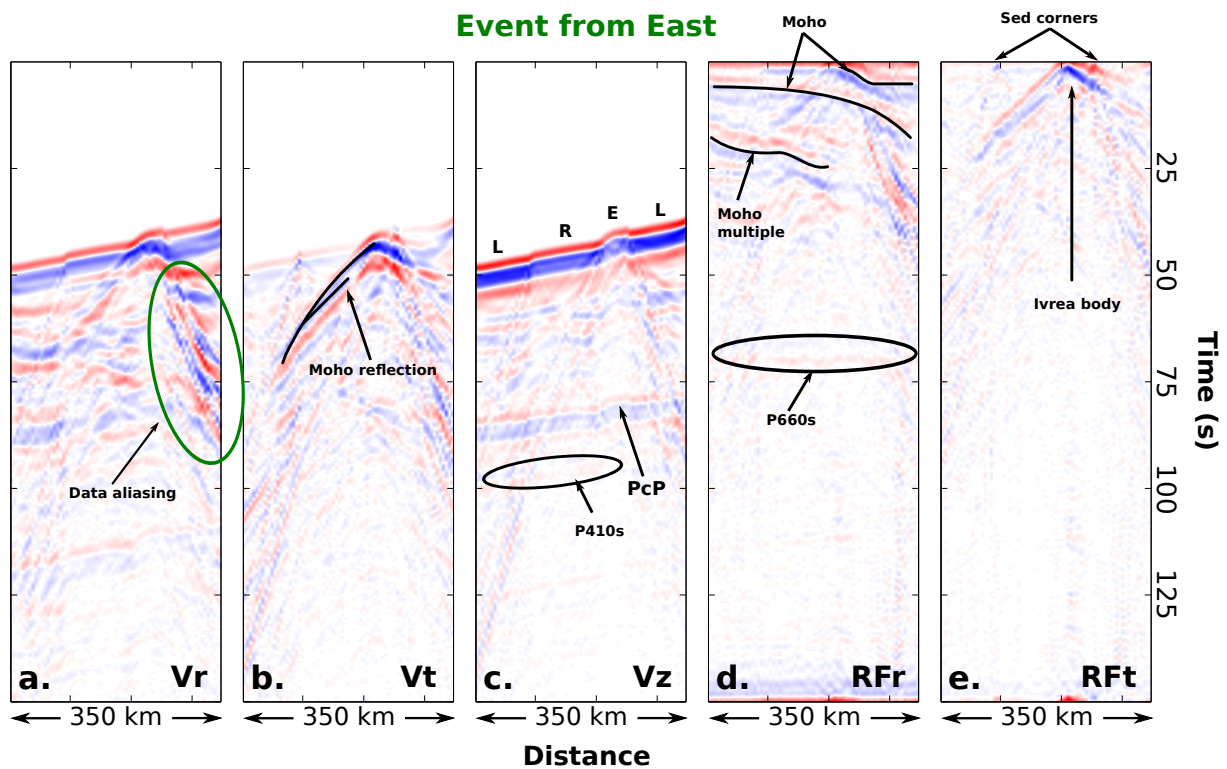 Event from East
Moho
Sed corners
L
R
E
L
Moho
multiple
25
50
75
100
125
Time (s)
Ivrea body
Moho reflection
P660s
Data aliasing
PcP
P410s
a.
Vr
b.
Vt
c.
Vz
d.
RFr
e.
RFt
350 km
350 km
350 km
350 km
350 km
Distance